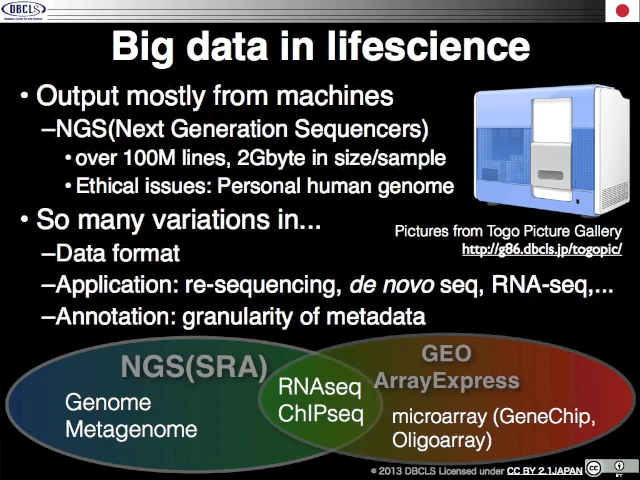 DBCLS
Big data in lifescience
• Output mostly from machines
–NGS(Next Generation Sequencers)
• over 100M lines, 2Gbyte in size/sample
• Ethical issues: Personal human genome
• So many variations in...
Pictures from Togo Picture Gallery
http://g86.dbcls.jp/togopic/
–Data format
–Application: re-sequencing, de novo seq, RNA-seq,...
–Annotation: granularity of metadata
NGS(SRA)
GEO
ArrayExpress
RNAseq
ChIPseq
Genome
Metagenome
microarray (GeneChip,
Oligoarray)
© 2013 DBCLS Licensed under CC BY 2.1JAPAN
cc
BY